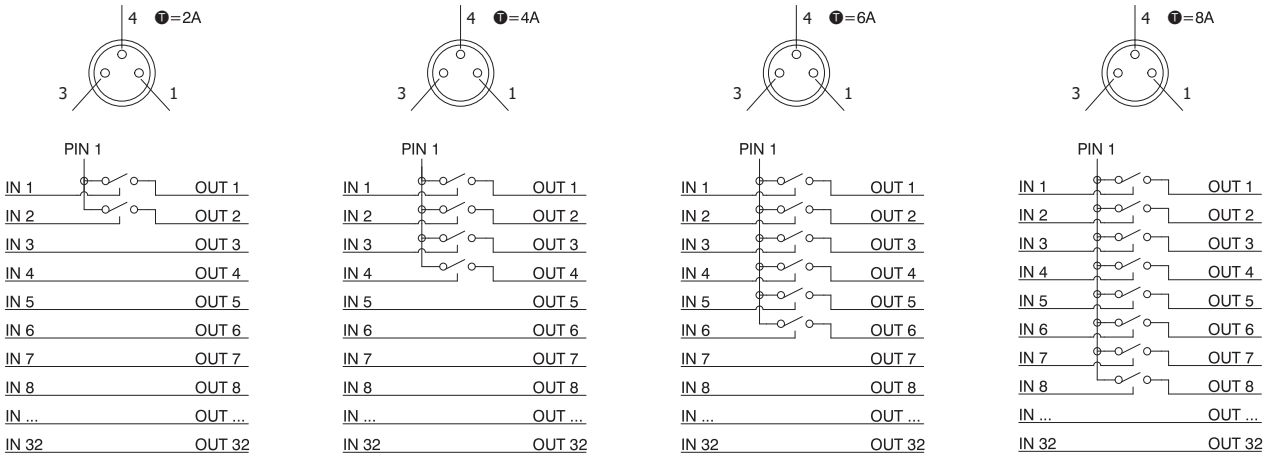 4 T=2A
3 1
PIN 1
IN 1 OUT 1
IN 2 OUT 2
IN 3 OUT 3
IN 4 OUT 4
IN 5 OUT 5
IN 6 OUT 6
IN 7 OUT 7
IN 8 OUT 8
IN ... OUT ...
IN 32 OUT 32
4 T=4A
3 1
PIN 1
IN 1 OUT 1
IN 2 OUT 2
IN 3 OUT 3
IN 4 OUT 4
IN 5 OUT 5
IN 6 OUT 6
IN 7 OUT 7
IN 8 OUT 8
IN ... OUT ...
IN 32 OUT 32
4 T=6A
3 1
PIN 1
IN 1 OUT 1
IN 2 OUT 2
IN 3 OUT 3
IN 4 OUT 4
IN 5 OUT 5
IN 6 OUT 6
IN 7 OUT 7
IN 8 OUT 8
IN ... OUT ...
IN 32 OUT 32
4 T=8A
3 1
PIN 1
IN 1 OUT 1
IN 2 OUT 2
IN 3 OUT 3
IN 4 OUT 4
IN 5 OUT 5
IN 6 OUT 6
IN 7 OUT 7
IN 8 OUT 8
IN ... OUT ...
IN 32 OUT 32